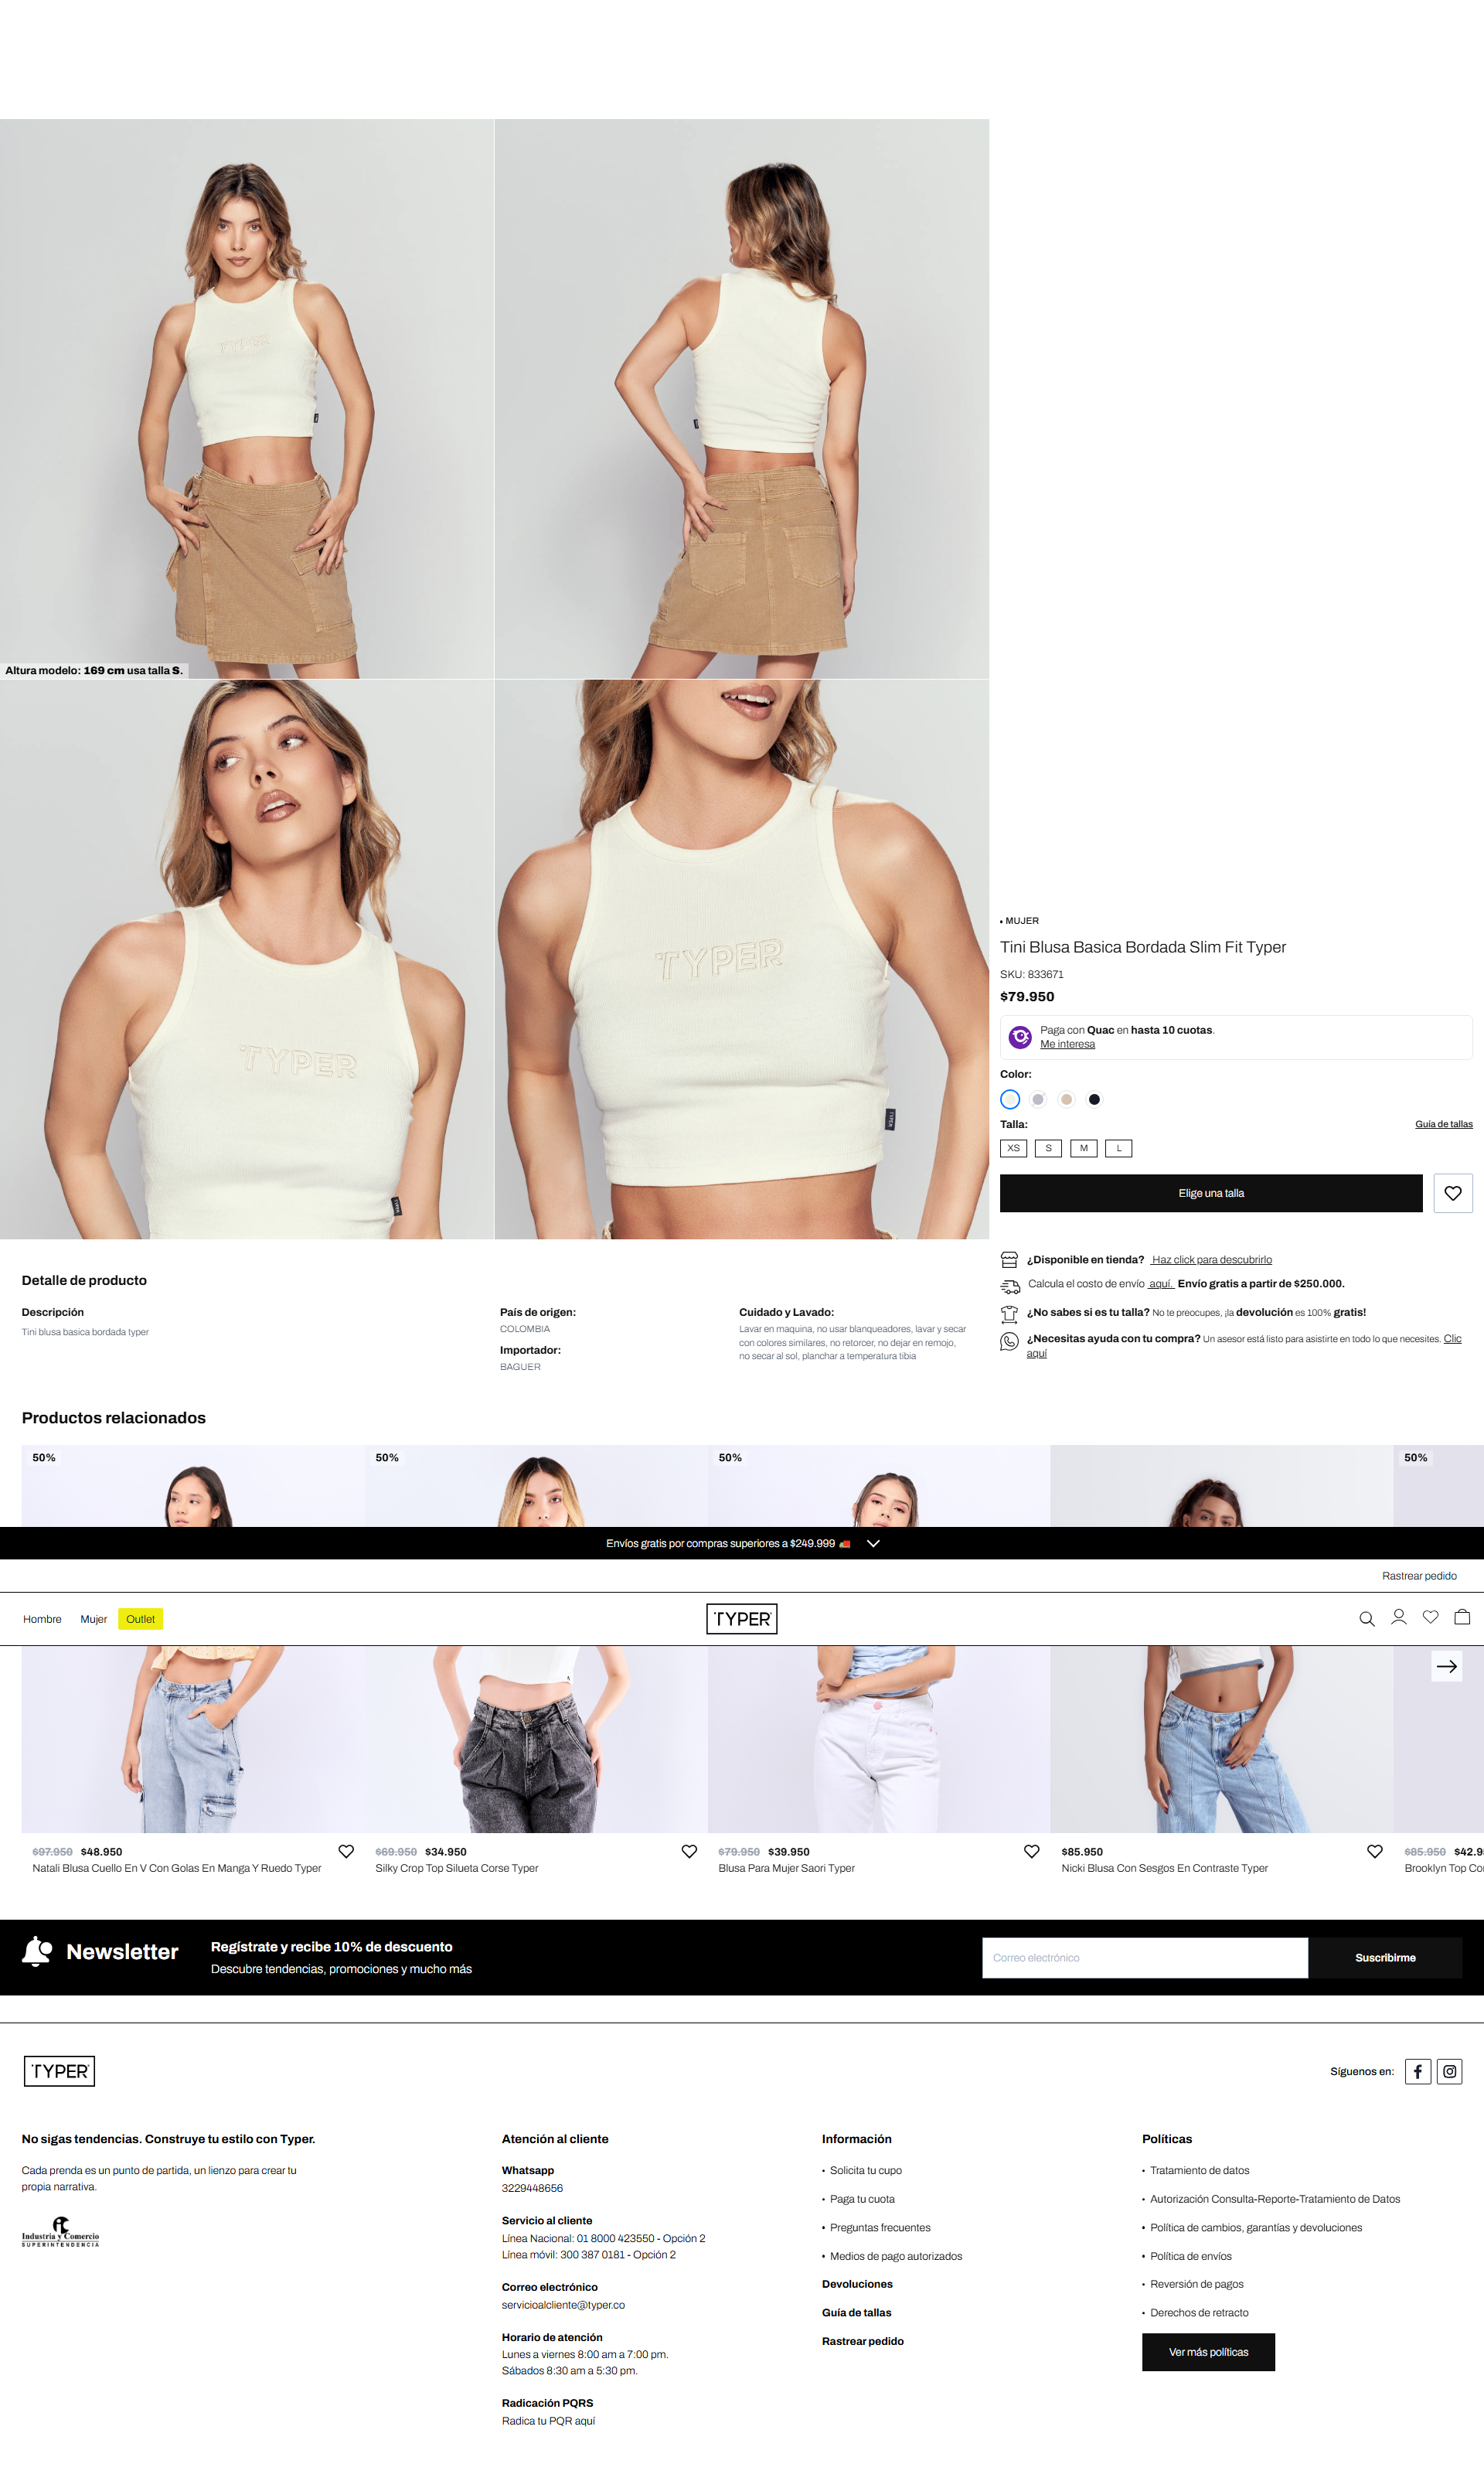 TYPER
Altura modelo: 169 cm usa talla S.
TYPER
TYPER
TYPER
• MUJER
Tini Blusa Basica Bordada Slim Fit Typer
SKU: 833671
$79.950
Paga con Quac en hasta 10 cuotas.
Me interesa
Color:
Talla:
Guía de tallas
XS S M L
Elige una talla
¿Disponible en tienda? Haz click para descubrirlo
Calcula el costo de envío aquí. Envío gratis a partir de $250.000.
¿No sabes si es tu talla? No te preocupes, ¡la devolución es 100% gratis!
¿Necesitas ayuda con tu compra? Un asesor está listo para asistirte en todo lo que necesites. Clic
aquí
Detalle de producto
Descripción
Tini blusa basica bordada typer
País de origen:
COLOMBIA
Importador:
BAGUER
Cuidado y Lavado:
Lavar en maquina, no usar blanqueadores, lavar y secar
con colores similares, no retorcer, no dejar en remojo,
no secar al sol, planchar a temperatura tibia
Productos relacionados
50% 50% 50% 50%
Envíos gratis por compras superiores a $249.999
Rastrear pedido
Hombre Mujer Outlet
TYPER
$97.950 $48.950
Natali Blusa Cuello En V Con Golas En Manga Y Ruedo Typer
$69.950 $34.950
Silky Crop Top Silueta Corse Typer
$79.950 $39.950
Blusa Para Mujer Saori Typer
$85.950
Nicki Blusa Con Sesgos En Contraste Typer
$85.950 $42.9
Brooklyn Top Co
Newsletter
Regístrate y recibe 10% de descuento
Descubre tendencias, promociones y mucho más
Correo electrónico
Suscribirme
TYPER
Síguenos en:
No sigas tendencias. Construye tu estilo con Typer.
Cada prenda es un punto de partida, un lienzo para crear tu
propia narrativa.
Industria y Comercio
SUPERINTENDENCIA
Atención al cliente
Whatsapp
3229448656
Servicio al cliente
Línea Nacional: 01 8000 423550 - Opción 2
Línea móvil: 300 387 0181 - Opción 2
Correo electrónico
servicioalcliente@typer.co
Horario de atención
Lunes a viernes 8:00 am a 7:00 pm.
Sábados 8:30 am a 5:30 pm.
Radicación PQRS
Radica tu PQR aquí
Información
• Solicita tu cupo
• Paga tu cuota
• Preguntas frecuentes
• Medios de pago autorizados
Devoluciones
Guía de tallas
Rastrear pedido
Políticas
• Tratamiento de datos
• Autorización Consulta-Reporte-Tratamiento de Datos
• Política de cambios, garantías y devoluciones
• Política de envíos
• Reversión de pagos
• Derechos de retracto
Ver más políticas